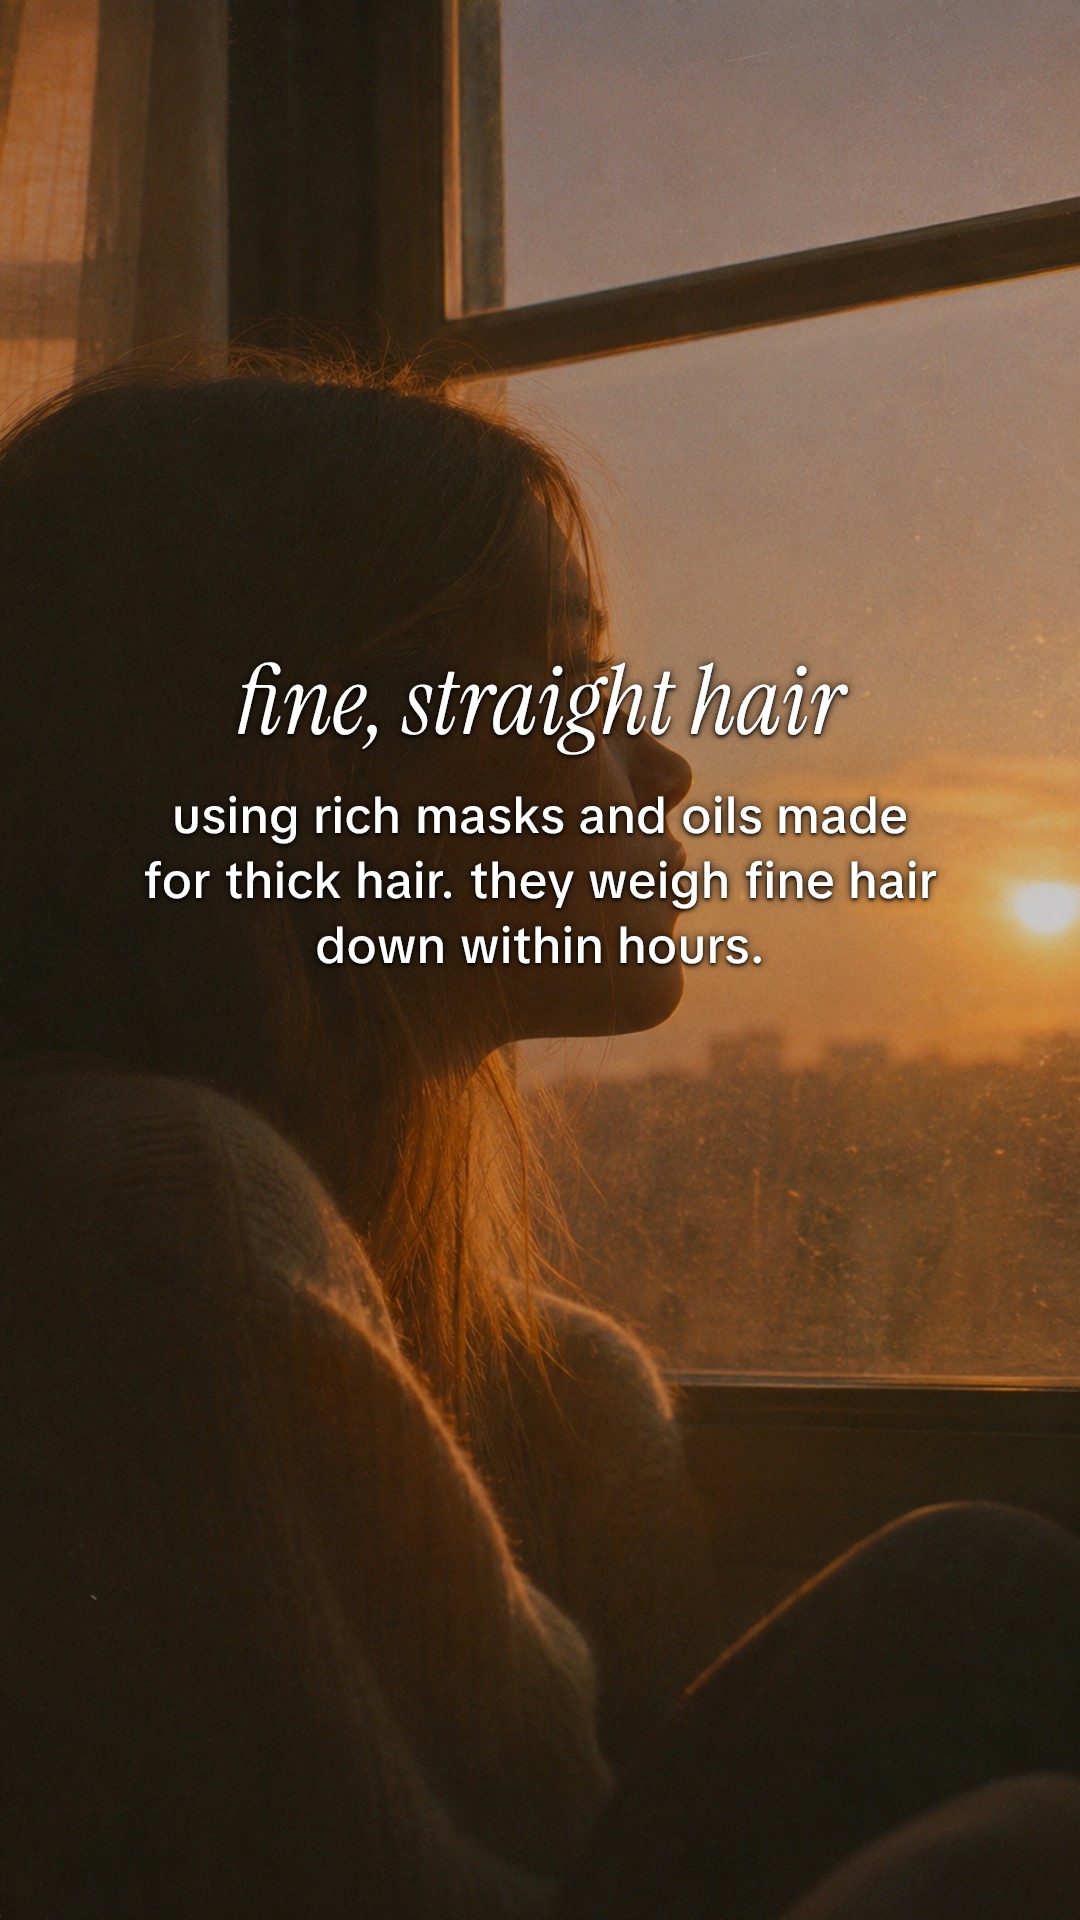 fine, straight hair
using rich masks and oils made
for thick hair. they weigh fine hair
down within hours.